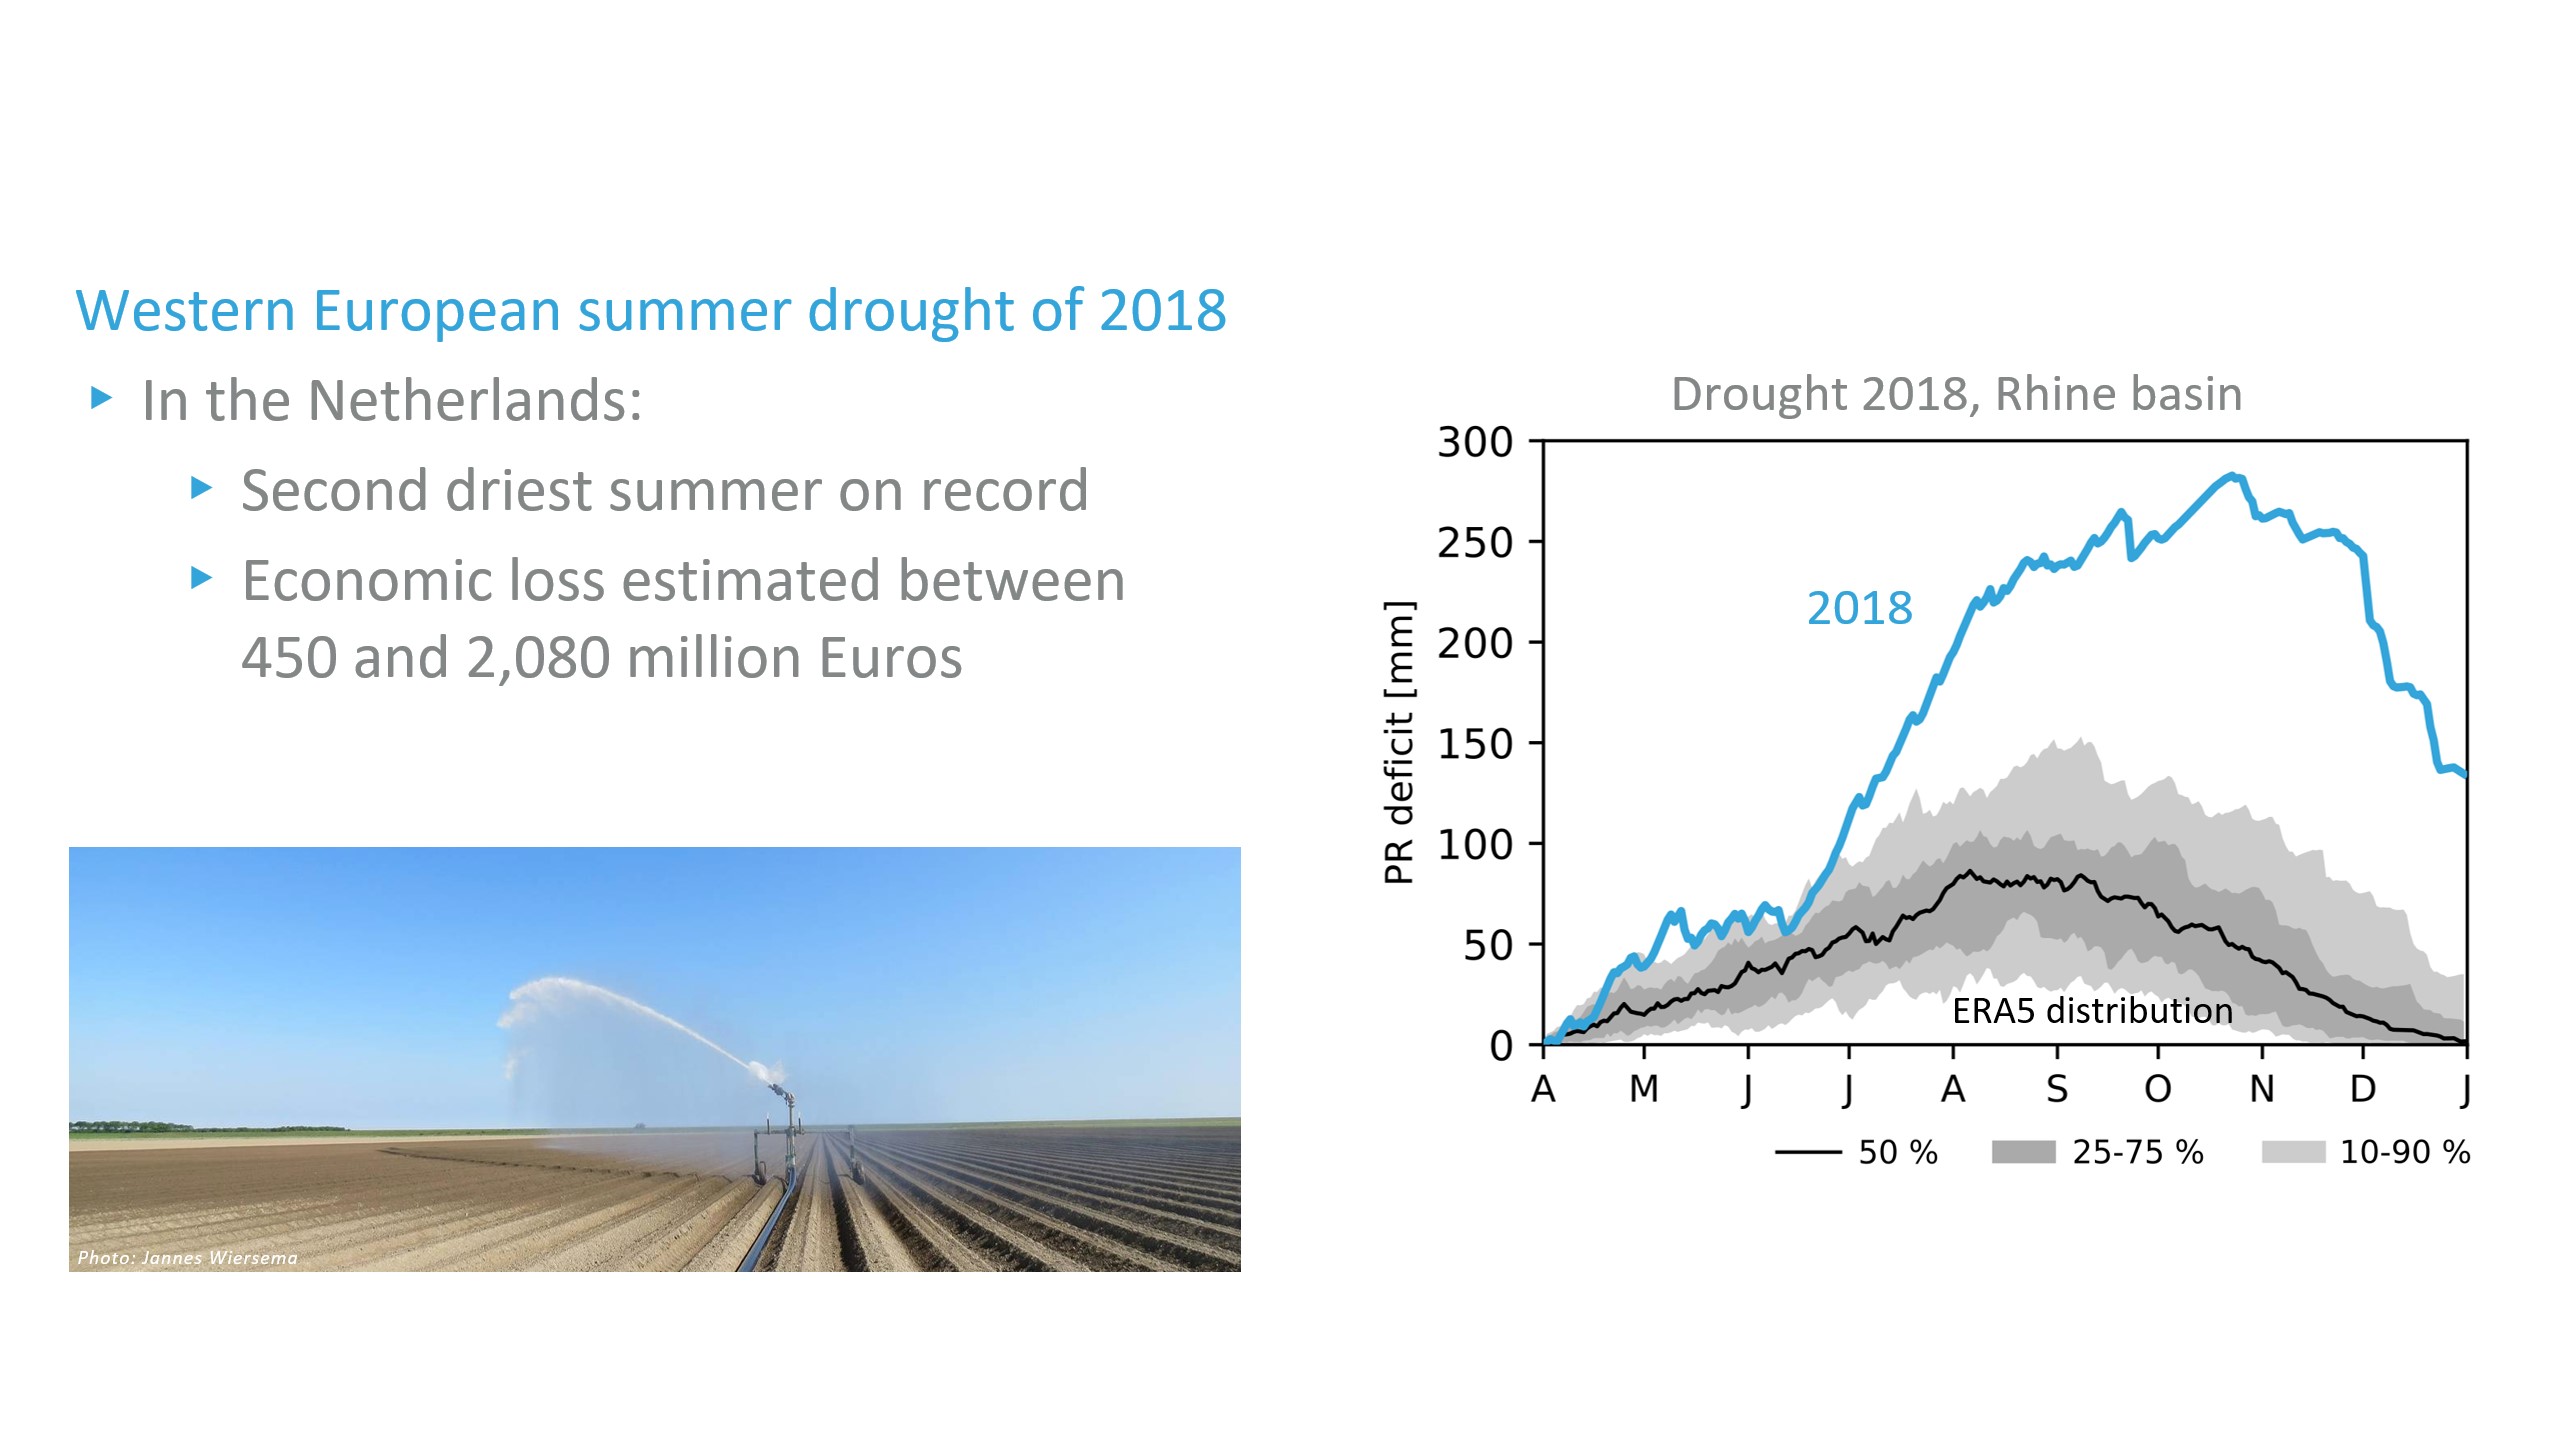 Western European summer drought of 2018
In the Netherlands:
Second driest summer on record
Economic loss estimated between
450 and 2,080 million Euros
Photo: Jannes Wiersema
Drought 2018, Rhine basin
PR deficit [mm]
300
250
200
150
100
50
0
2018
ERA5 distribution
A M J J A S O N D J
50 % 25-75 % 10-90 %